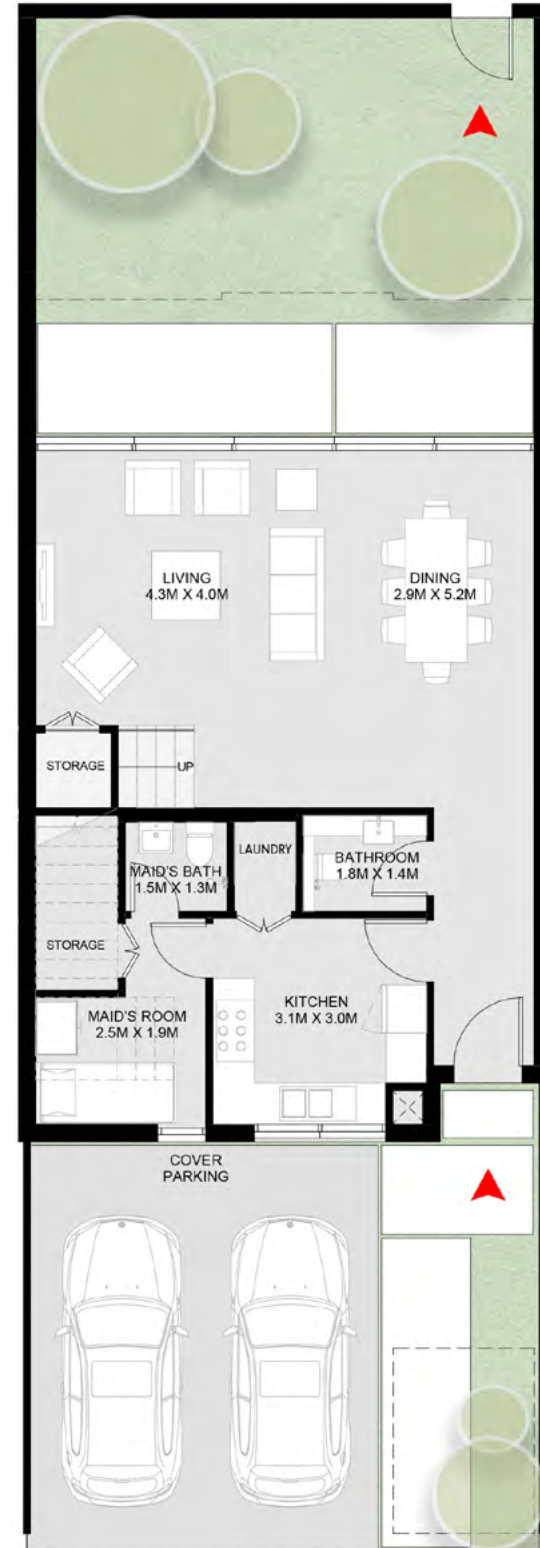 LIVING
4.3M X 4.0M
DINING
2.9M X 5.2M
STORAGE
UP
MAID'S BATH
1.5M X 1.3M
LAUNDRY
BATHROOM
1.8M X 1.4M
STORAGE
MAID'S ROOM
2.5M X 1.9M
KITCHEN
3.1M X 3.0M
COVER
PARKING